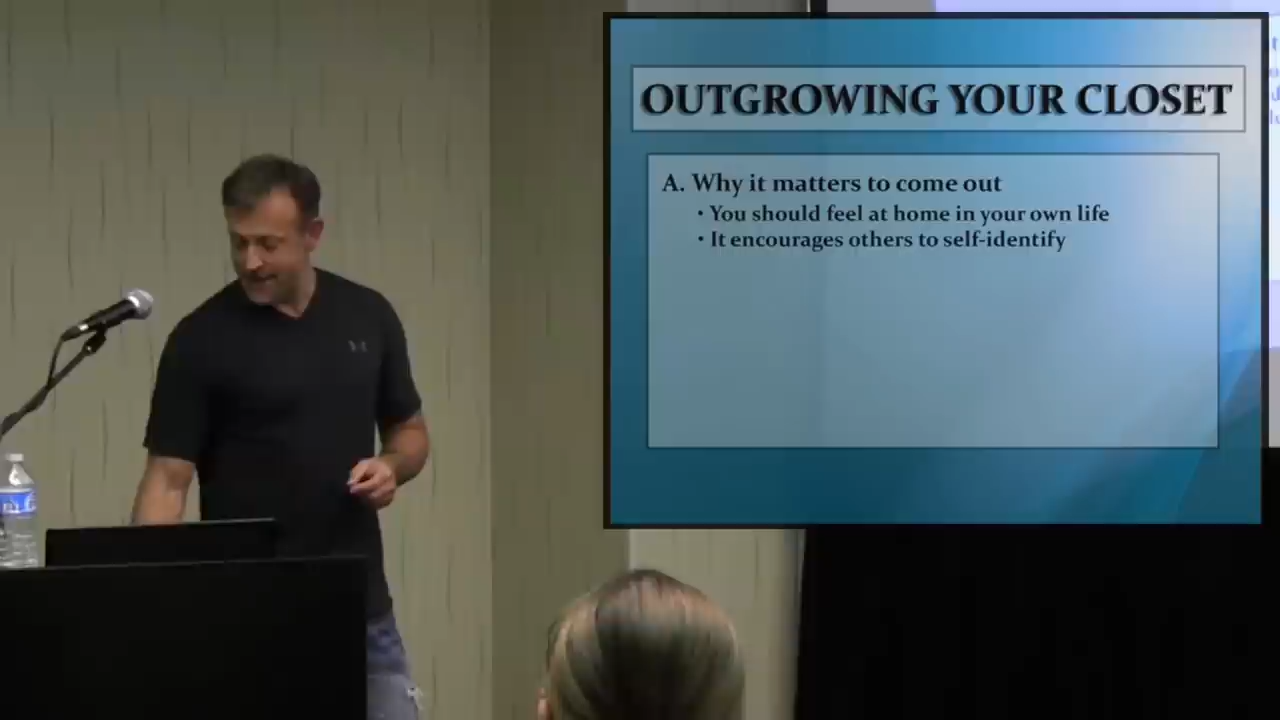 OUTGROWING YOUR CLOSET
A. Why it matters to come out
• You should feel at home in your own life
• It encourages others to self-identify